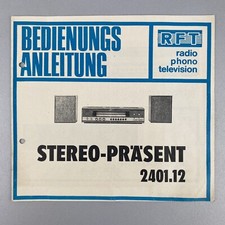 BEDIENUNGS
ANLEITUNG
RFT
radio
phono
television
STEREO-PRÄSENT
2401.12